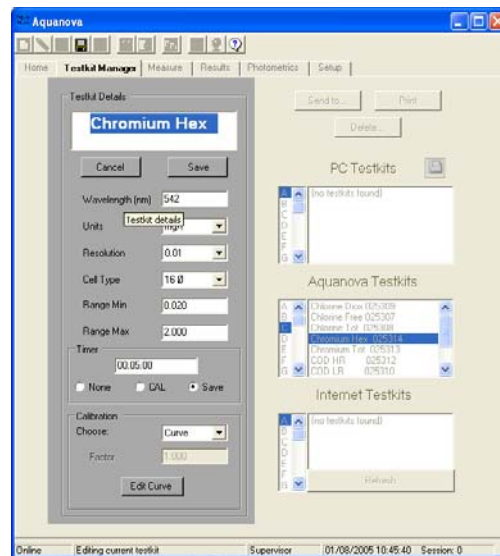 Aquanova
Home Testkit Manager Measure Results Photometrics Setup
Testkit Details
Chromium Hex
Cancel Save
Wavelength (nm) 542
Testkit details
Units mg/l
Resolution 0.01
Cell Type 16 Ø
Range Min 0.020
Range Max 2.000
Timer
00:05:00
None CAL Save
Calibration
Choose: Curve
Factor 1.000
Edit Curve
Send to... Print
Delete...
PC Testkits
A
B
C
D
E
F
G
(no testkits found)
Aquanova Testkits
A
B
C
D
E
F
G
Chlorine Diox 025309
Chlorine Free 025307
Chlorine Tot 025308
Chromium Hex 025314
Chromium Tot 025313
COD HR 025312
COD LR 025310
Internet Testkits
A
B
C
D
E
F
G
(no testkits found)
Refresh
Online Editing current testkit Supervisor 01/08/2005 10:45:40 Session: 0